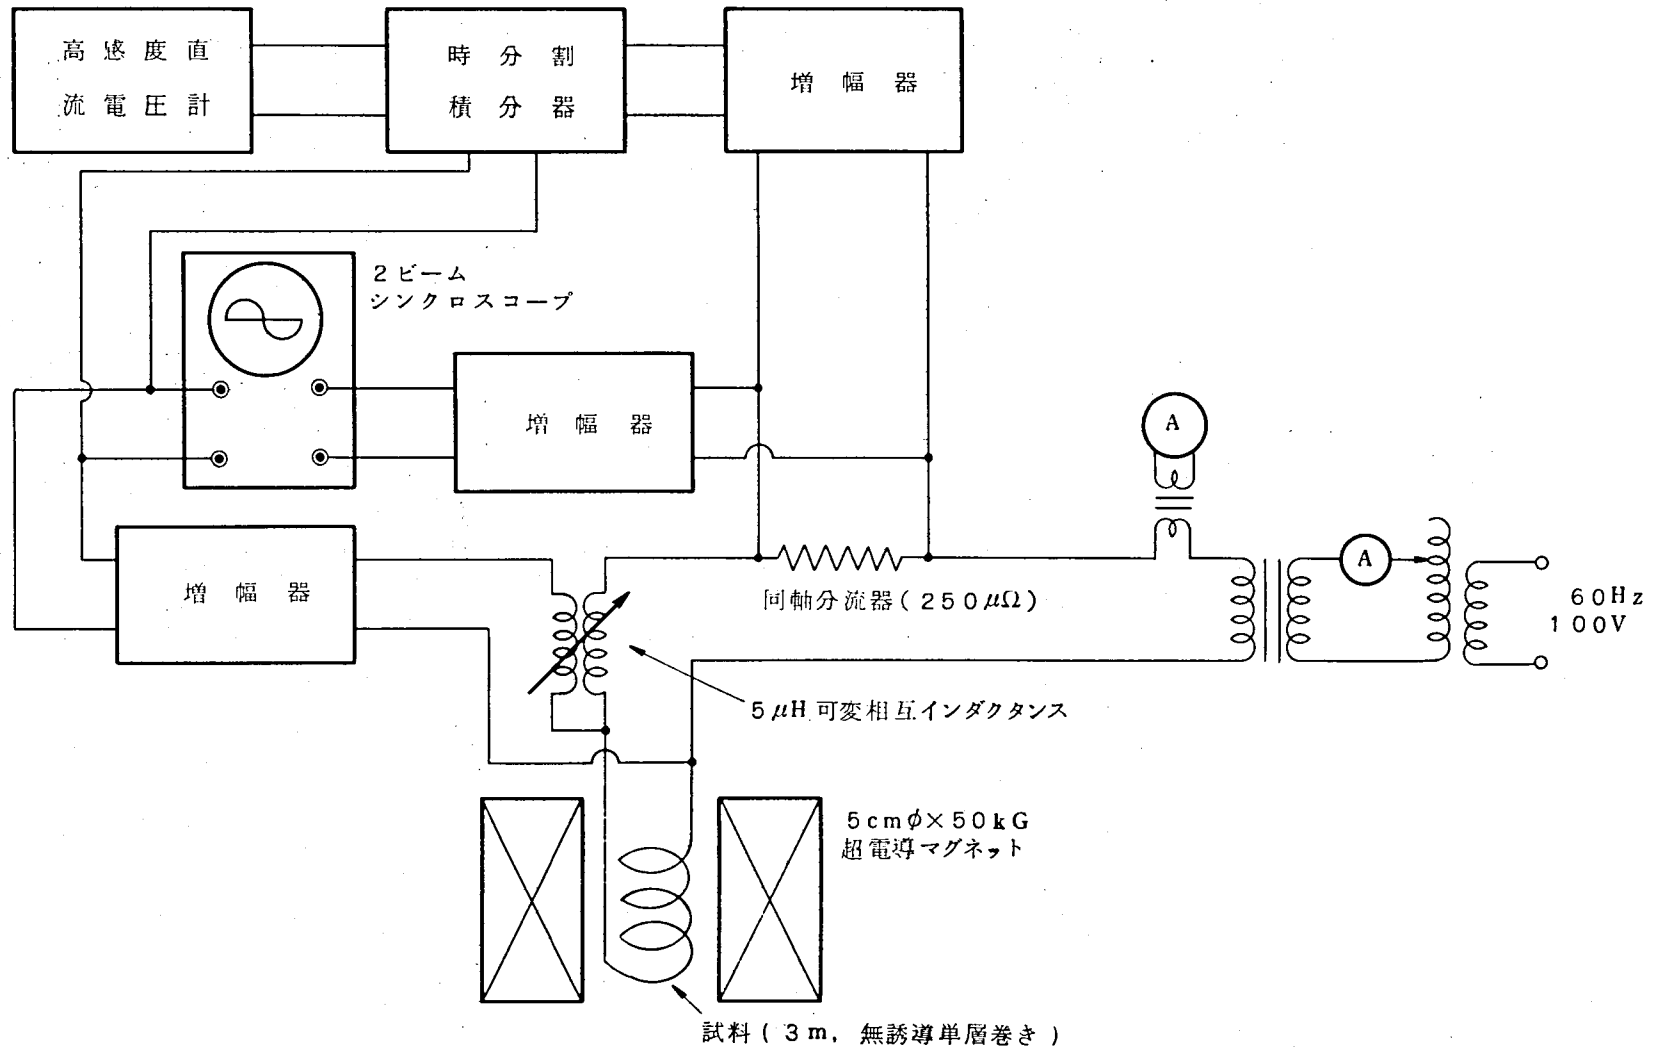 高感度直
流電圧計
時分割
積分器
増幅器
2ビーム
シンクロスコープ
増幅器
A
増幅器
A
同軸分流器(250μΩ)
60Hz
100V
5μH可変相互インダクタンス
5cmφ×50kG
超電導マグネット
試料(3m, 無誘導単層巻き)